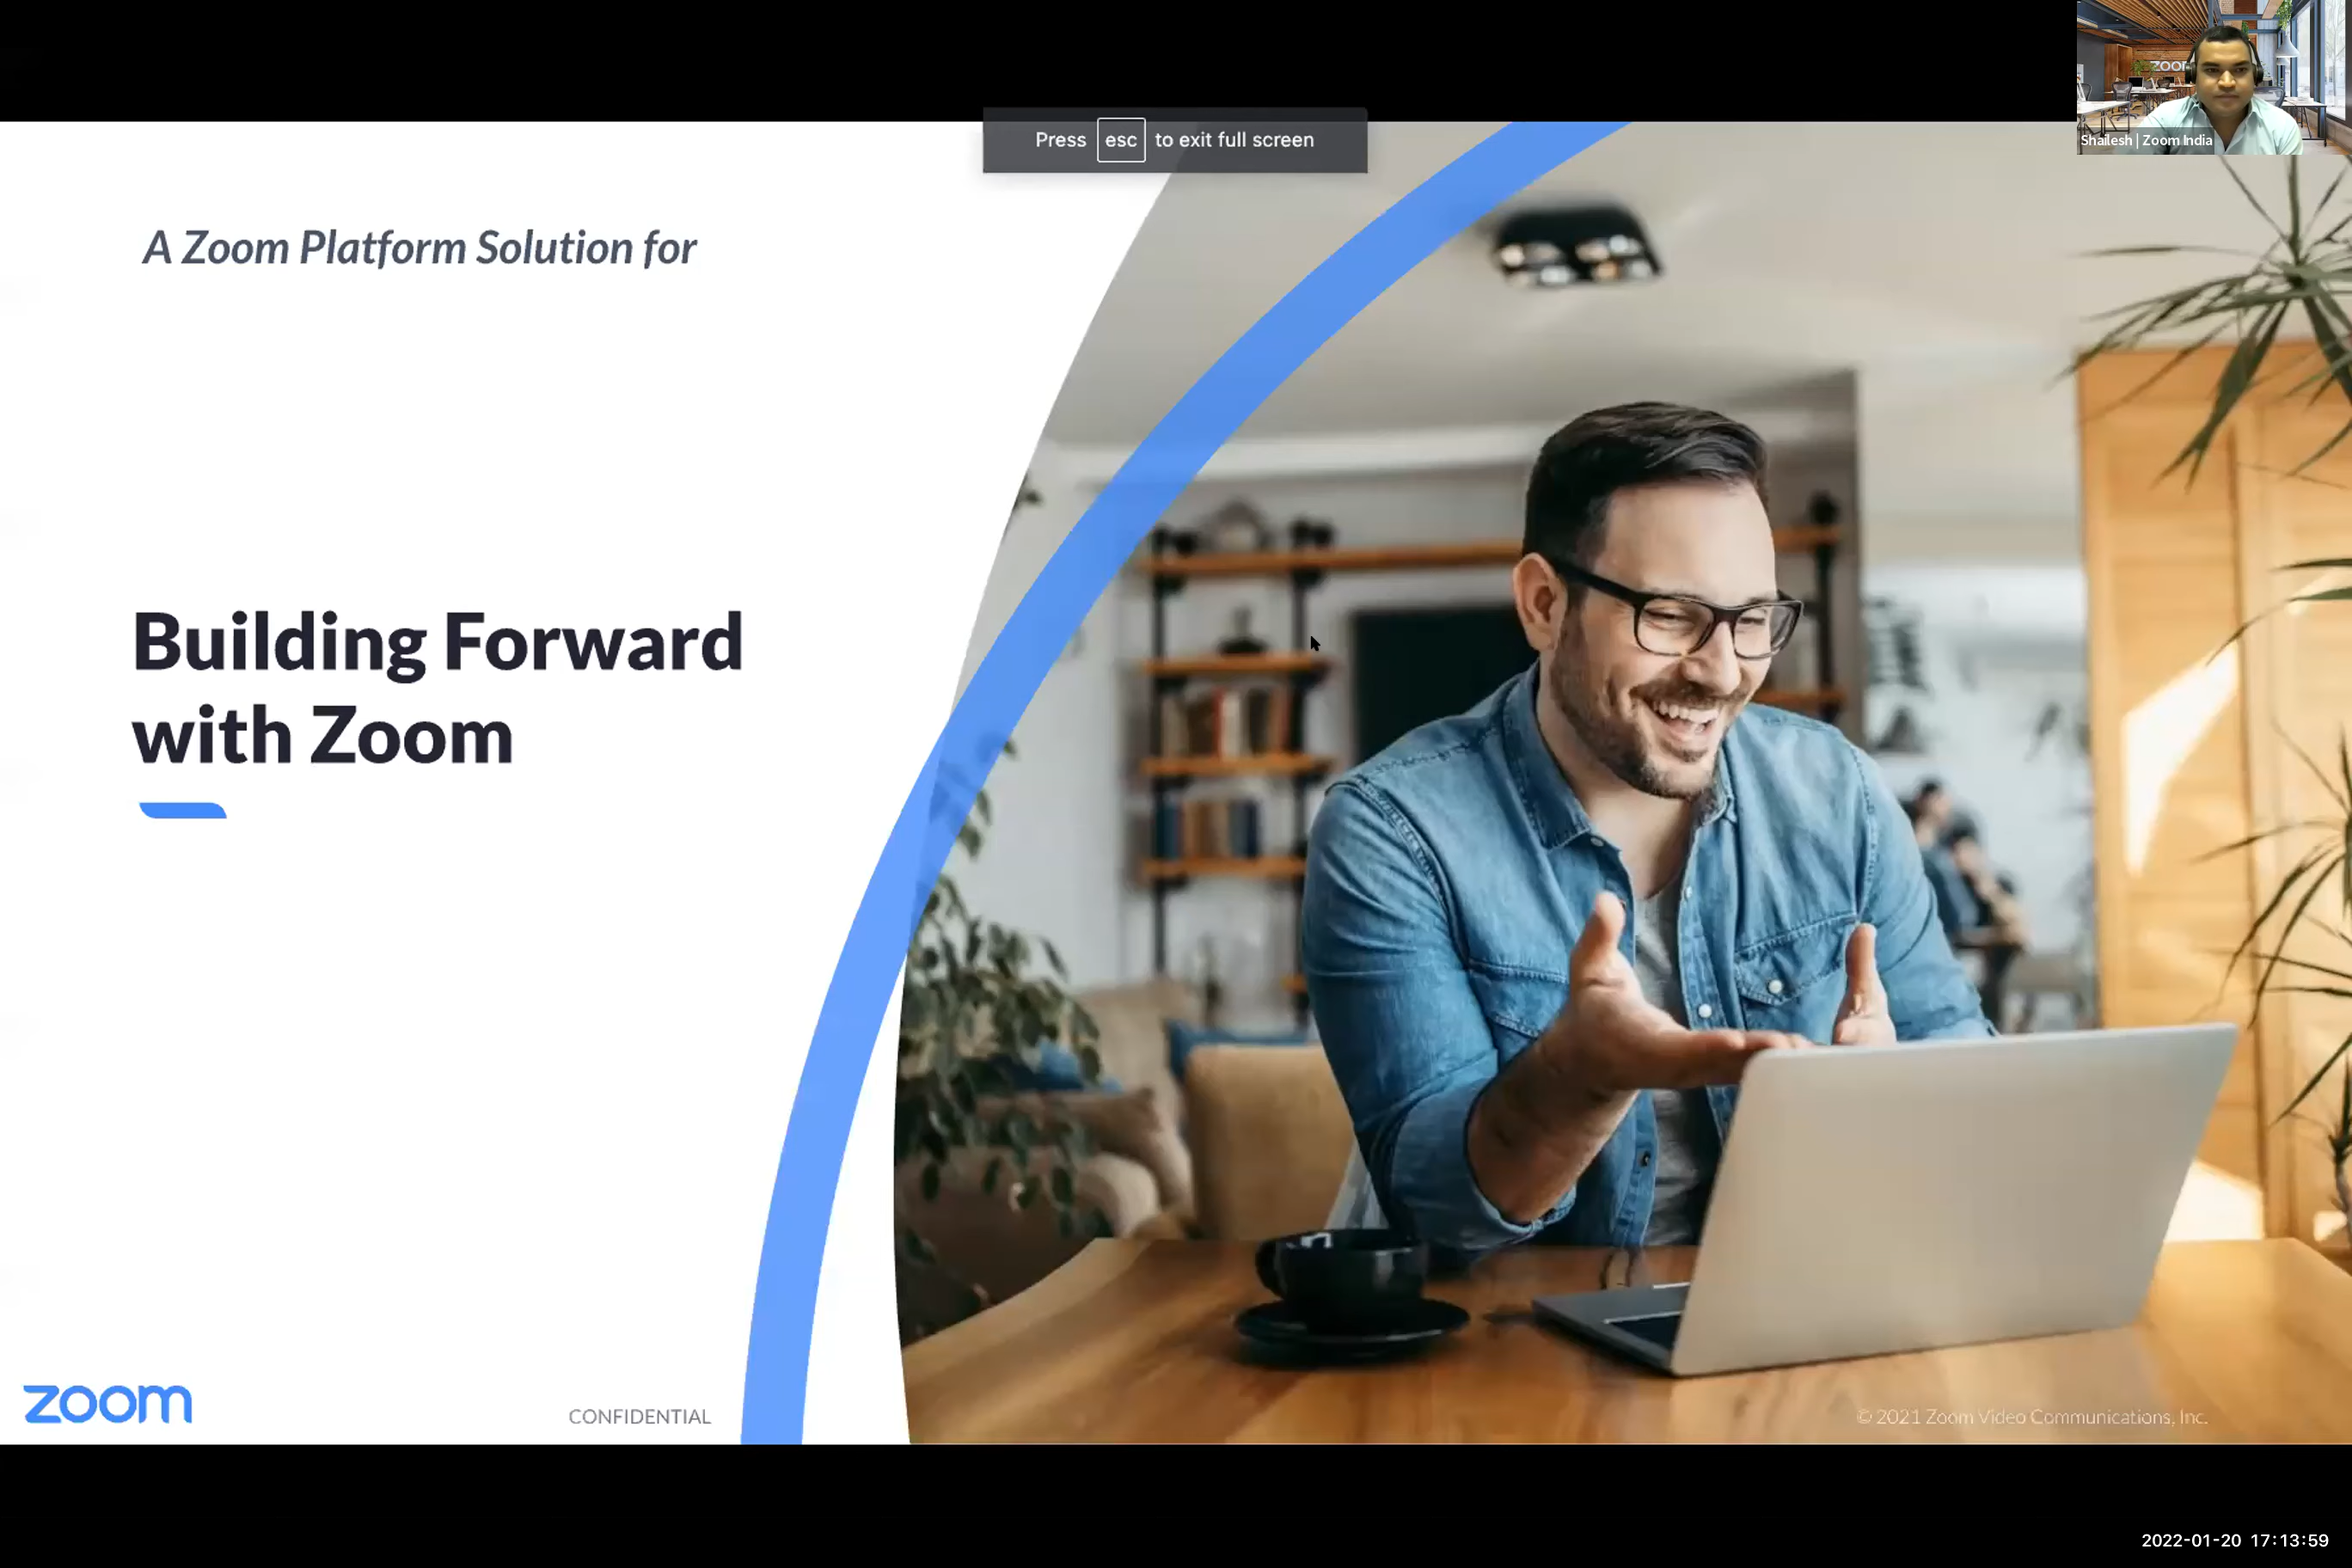 ZOOM
Shailesh | Zoom India
Press esc to exit full screen
A Zoom Platform Solution for
Building Forward
with Zoom
zoom
CONFIDENTIAL
© 2021 Zoom Video Communications, Inc.
2022-01-20 17:13:59